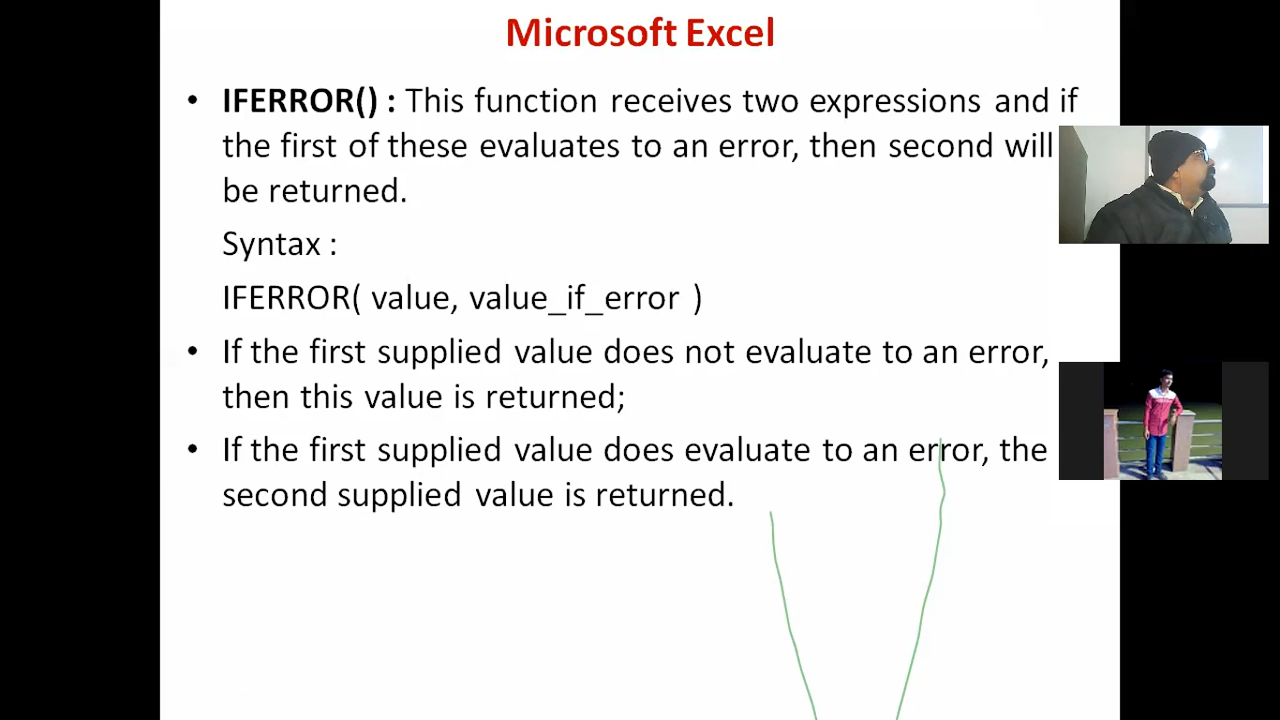 Microsoft Excel
• IFERROR() : This function receives two expressions and if
the first of these evaluates to an error, then second will
be returned.
Syntax :
IFERROR( value, value_if_error )
• If the first supplied value does not evaluate to an error,
then this value is returned;
• If the first supplied value does evaluate to an error, the
second supplied value is returned.